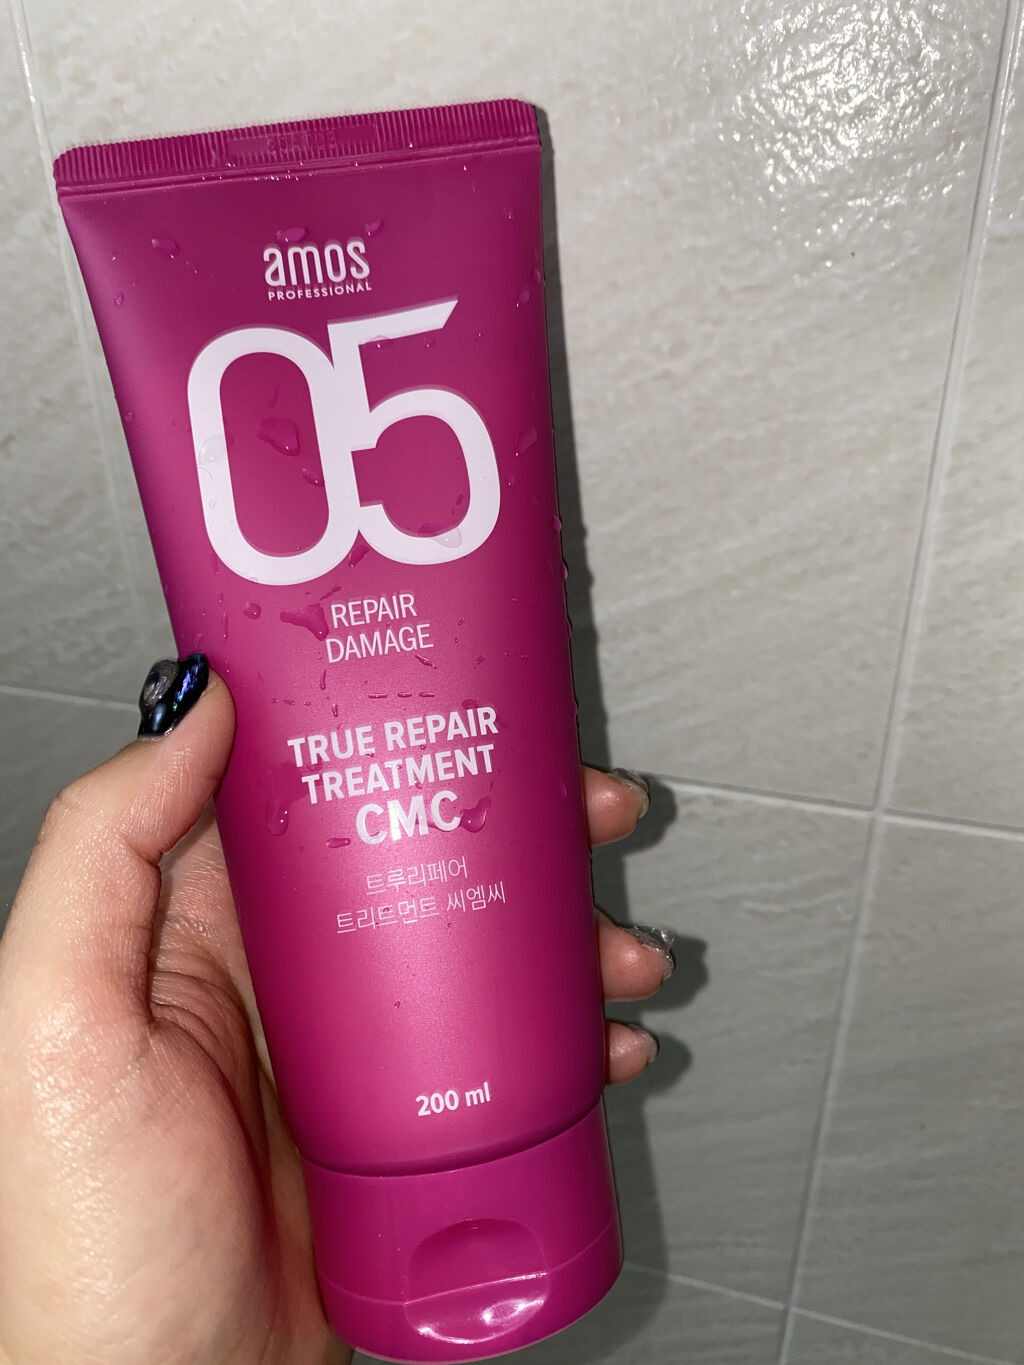 amos
PROFESSIONAL
05
REPAIR
DAMAGE
TRUE REPAIR
TREATMENT
CMC
트루리페어
트리트먼트 씨엠씨
200 ml